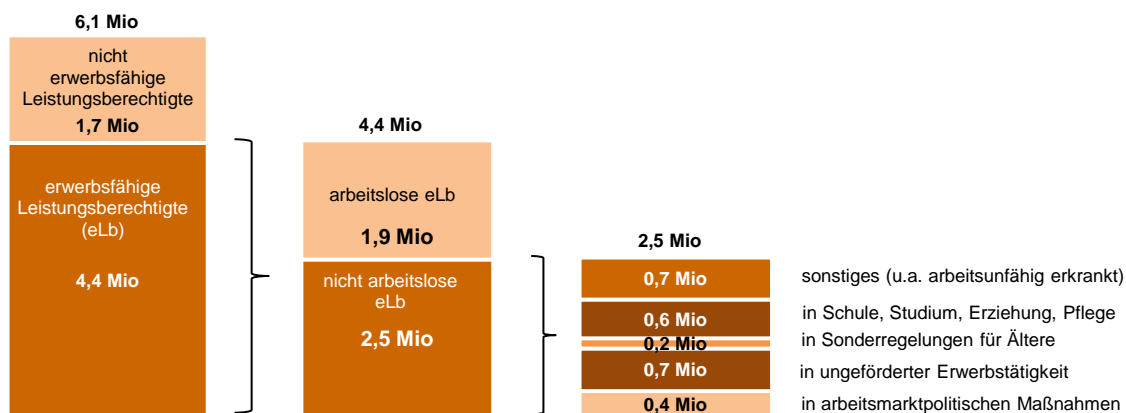 6,1 Mio
nicht
erwerbsfähige
Leistungsberechtigte
1,7 Mio
erwerbsfähige
Leistungsberechtigte
(eLb)
4,4 Mio
4,4 Mio
arbeitslose eLb
1,9 Mio
nicht arbeitslose
eLb
2,5 Mio
2,5 Mio
0,7 Mio sonstiges (u.a. arbeitsunfähig erkrankt)
0,6 Mio in Schule, Studium, Erziehung, Pflege
0,2 Mio in Sonderregelungen für Ältere
0,7 Mio in ungeförderter Erwerbstätigkeit
0,4 Mio in arbeitsmarktpolitischen Maßnahmen